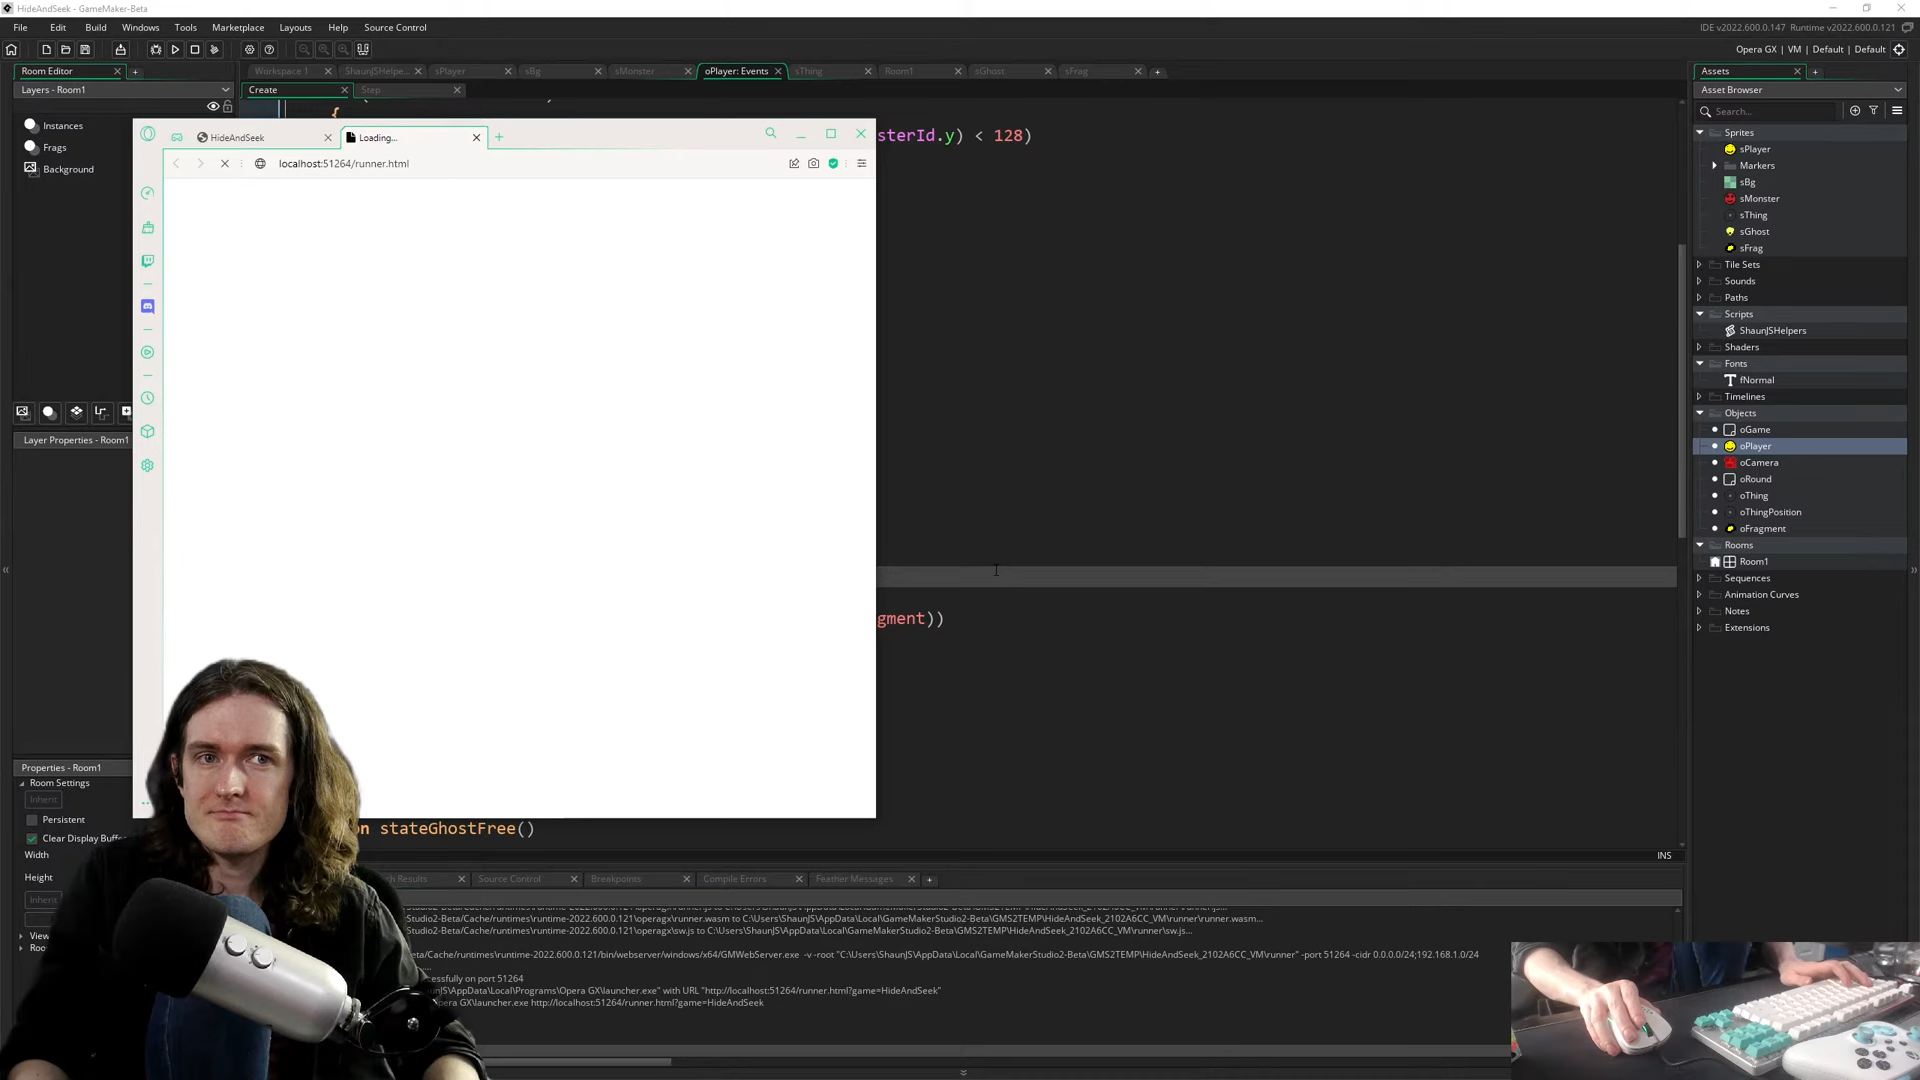 HideAndSeek - GameMaker-Beta
File Edit Build Windows Tools Marketplace Layouts Help Source Control
IDE v2022.600.0.147 Runtime v2022.600.0.121
Opera GX | VM | Default | Default
Room Editor
Workspace 1 ShaunJSHelpe... sPlayer sBg sMonster oPlayer: Events sThing Room1 sGhost sFrag
Assets
Layers - Room1
Create Step
Asset Browser
Search...
Instances
Frags
Background
HideAndSeek
Loading...
localhost:51264/runner.html
{
sterId.y) < 128)
gment))
on stateGhostFree()
INS
Sprites
sPlayer
Markers
sBg
sMonster
sThing
sGhost
sFrag
Tile Sets
Sounds
Paths
Scripts
ShaunJSHelpers
Shaders
Fonts
fNormal
Timelines
Objects
oGame
oPlayer
oCamera
oRound
oThing
oThingPosition
oFragment
Rooms
Room1
Sequences
Animation Curves
Notes
Extensions
Layer Properties - Room1
Properties - Room1
Room Settings
Inherit
Persistent
Clear Display Buffe
Width
Height
Inherit
View
Roo
ch Results Source Control Breakpoints Compile Errors Feather Messages
Studio2-Beta/Cache/runtimes/runtime-2022.600.0.121/operagx/runner.wasm to C:\Users\ShaunJS\AppData\Local\GameMakerStudio2-Beta\GMS2TEMP\HideAndSeek_2102A6CC_VM\runner\runner.wasm...
Studio2-Beta/Cache/runtimes/runtime-2022.600.0.121/operagx/sw.js to C:\Users\ShaunJS\AppData\Local\GameMakerStudio2-Beta\GMS2TEMP\HideAndSeek_2102A6CC_VM\runner\sw.js...
eta/Cache/runtimes/runtime-2022.600.0.121/bin/webserver/windows/x64/GMWebServer.exe -v -root "C:\Users\ShaunJS\AppData\Local\GameMakerStudio2-Beta\GMS2TEMP\HideAndSeek_2102A6CC_VM\runner" -port 51264 -cidr 0.0.0.0/24;192.168.1.0/24
....
cessfully on port 51264
nJS\AppData\Local\Programs\Opera GX\launcher.exe" with URL "http://localhost:51264/runner.html?game=HideAndSeek"
pera GX\launcher.exe http://localhost:51264/runner.html?game=HideAndSeek